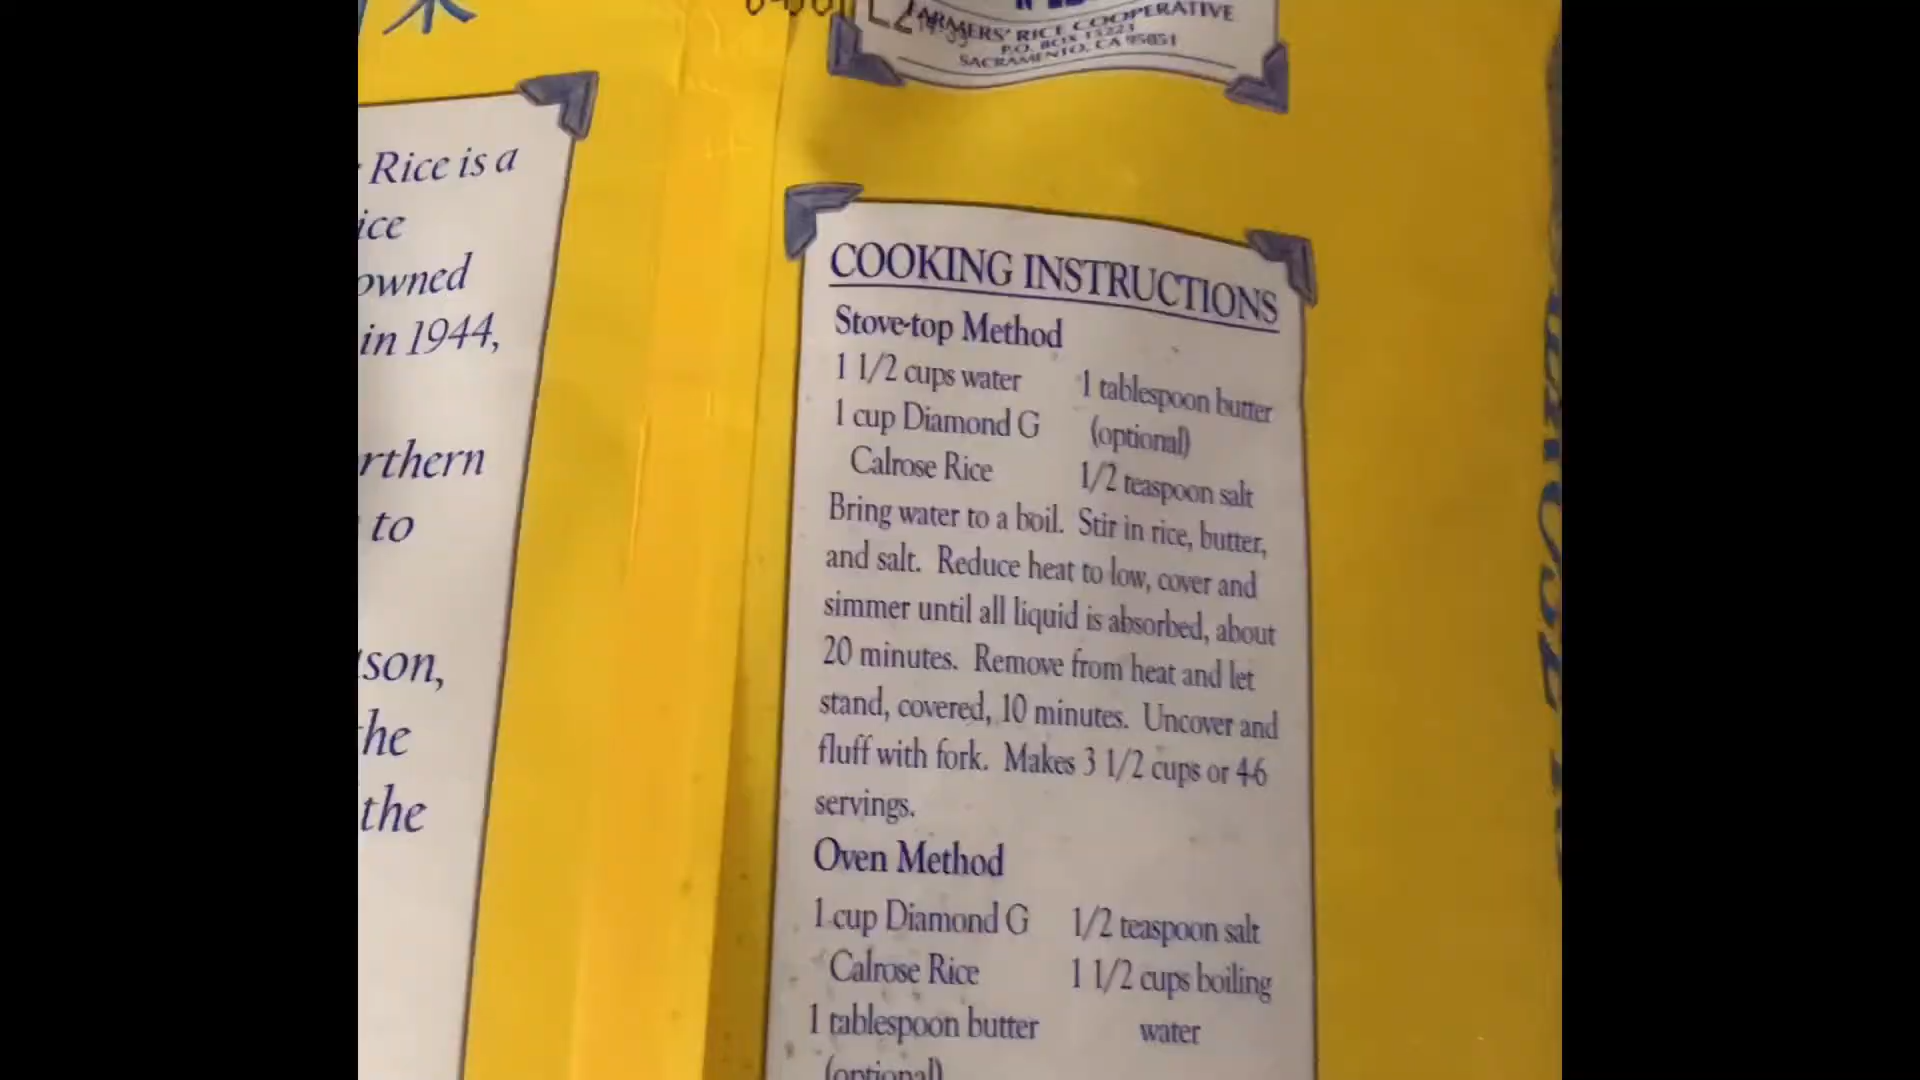 米
FARMERS' RICE COOPERATIVE
P.O. BOX 15223
SACRAMENTO, CA 95851
Rice is a
ice
owned
in 1944,
rthern
to
son,
he
the
COOKING INSTRUCTIONS
Stove-top Method
1 1/2 cups water 1 tablespoon butter
1 cup Diamond G (optional)
Calrose Rice 1/2 teaspoon salt
Bring water to a boil. Stir in rice, butter,
and salt. Reduce heat to low, cover and
simmer until all liquid is absorbed, about
20 minutes. Remove from heat and let
stand, covered, 10 minutes. Uncover and
fluff with fork. Makes 3 1/2 cups or 4-6
servings.
Oven Method
1 cup Diamond G 1/2 teaspoon salt
Calrose Rice 1 1/2 cups boiling
1 tablespoon butter water
(optional)